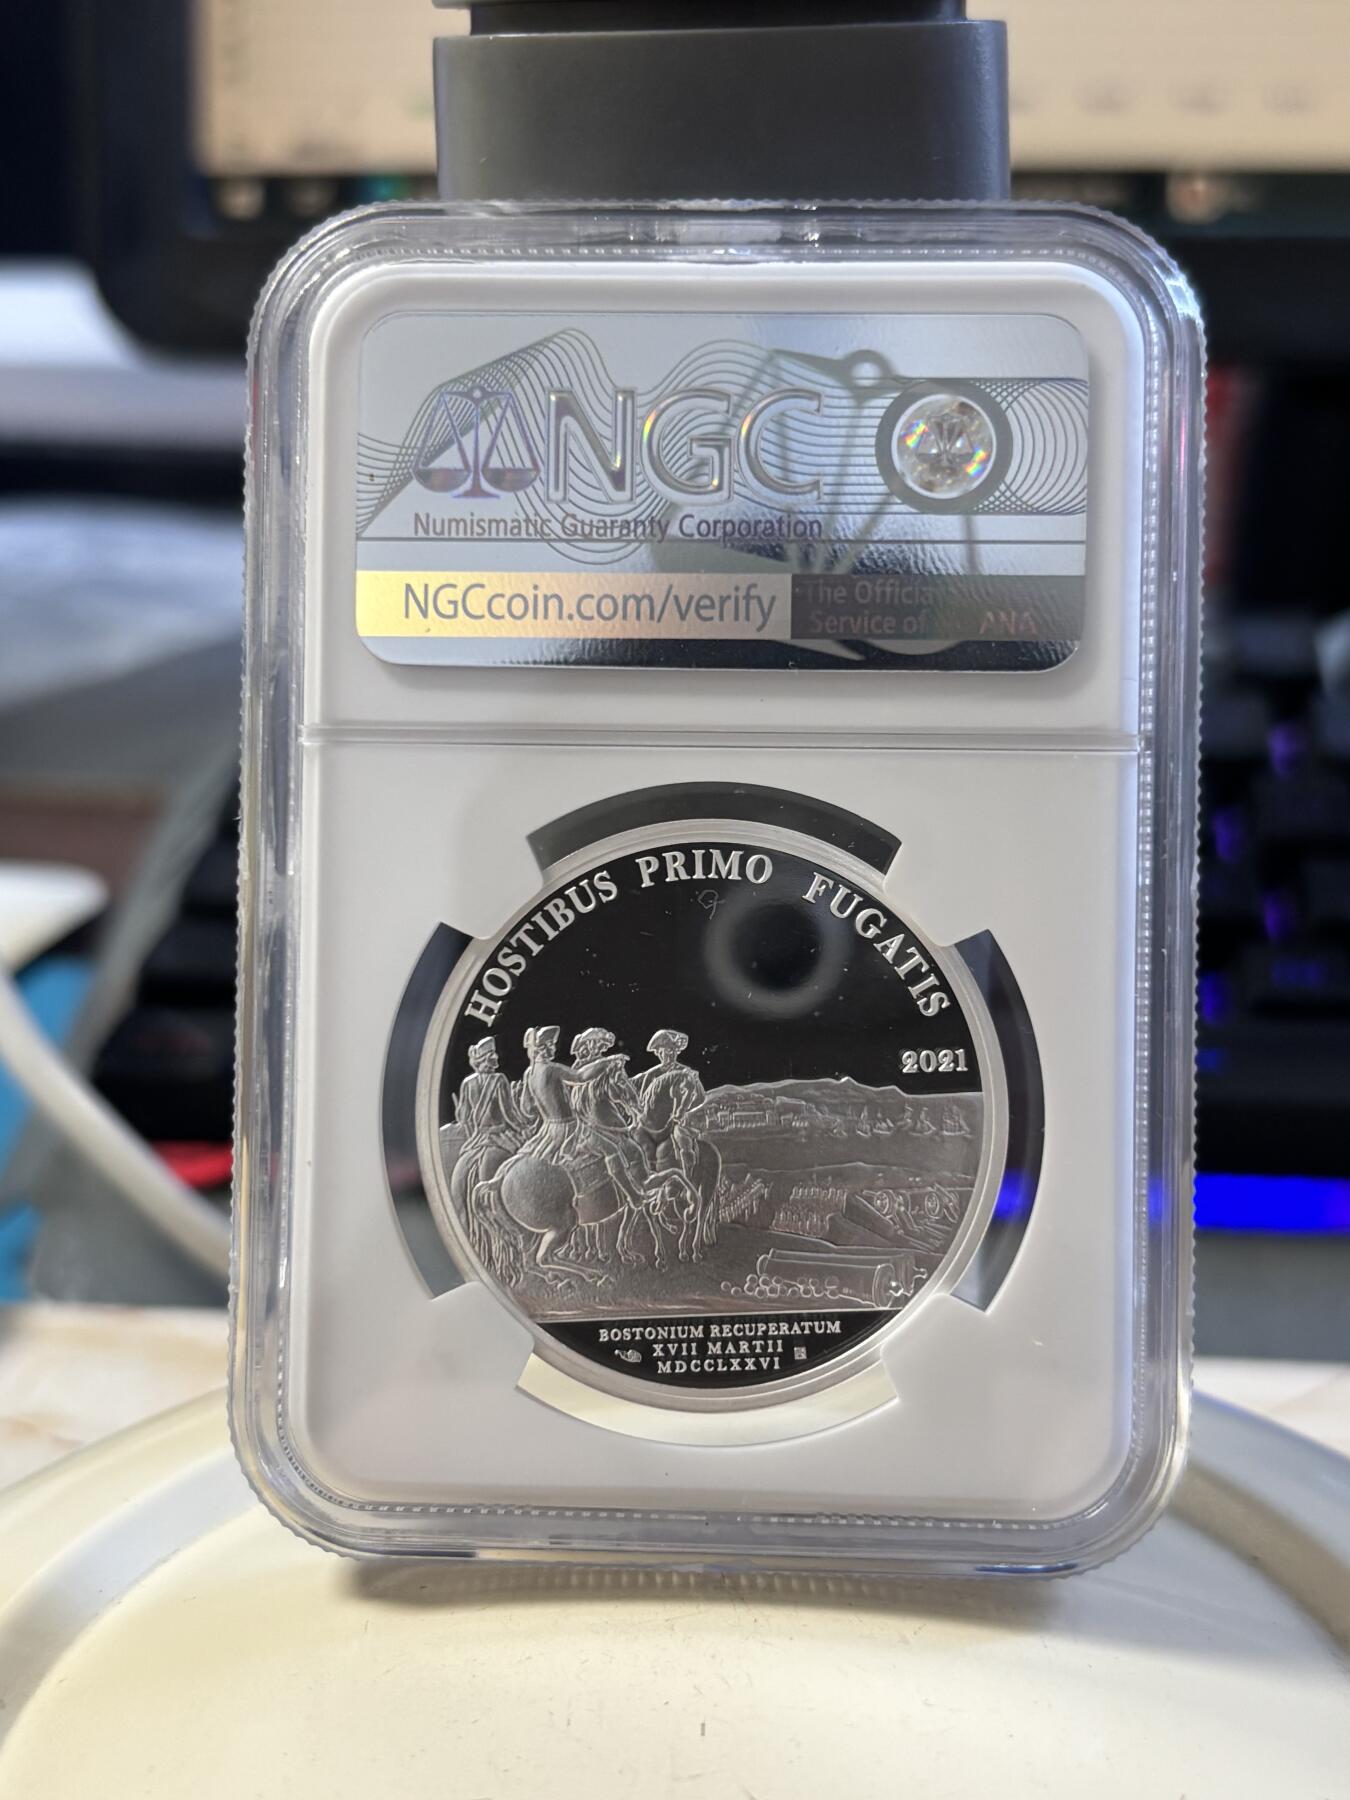 NGC
Numismatic Guaranty Corporation
NGCcoin.com/verify
The Official
Service of
ANA
HOSTIBUS PRIMO FUGATIS
2021
BOSTONIUM RECUPERATUM
XVII MARTII
MDCCLXXVI